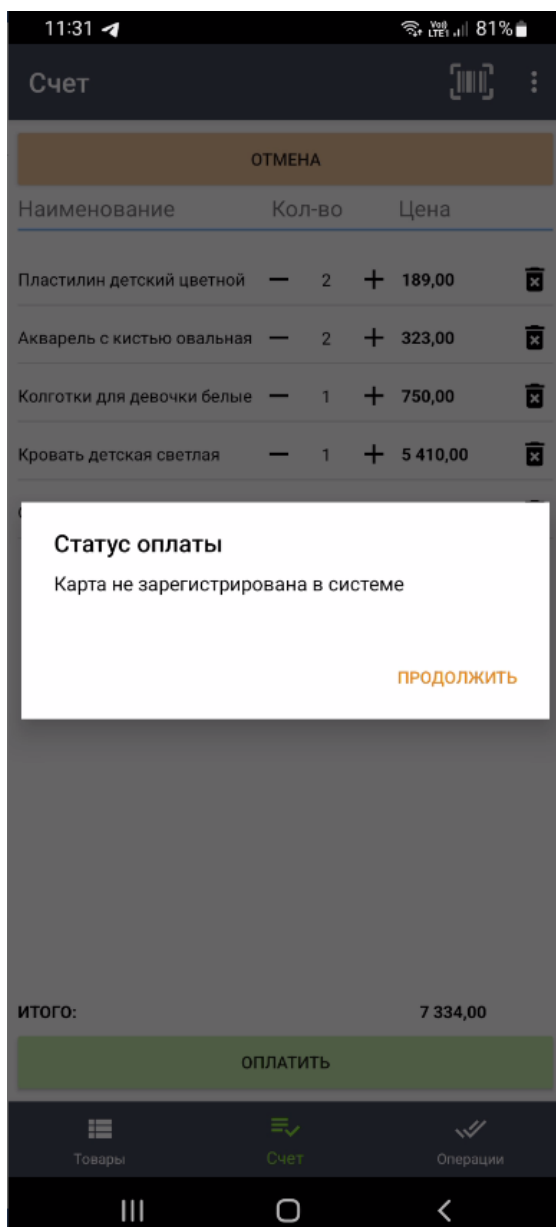 11:31 Vo)) LTE1 81%
Счет
ОТМЕНА
Наименование Кол-во Цена
Пластилин детский цветной 2 189,00
Акварель с кистью овальная 2 323,00
Колготки для девочки белые 1 750,00
Кровать детская светлая 1 5 410,00
Статус оплаты
Карта не зарегистрирована в системе
ПРОДОЛЖИТЬ
ИТОГО: 7 334,00
ОПЛАТИТЬ
Товары Счет Операции